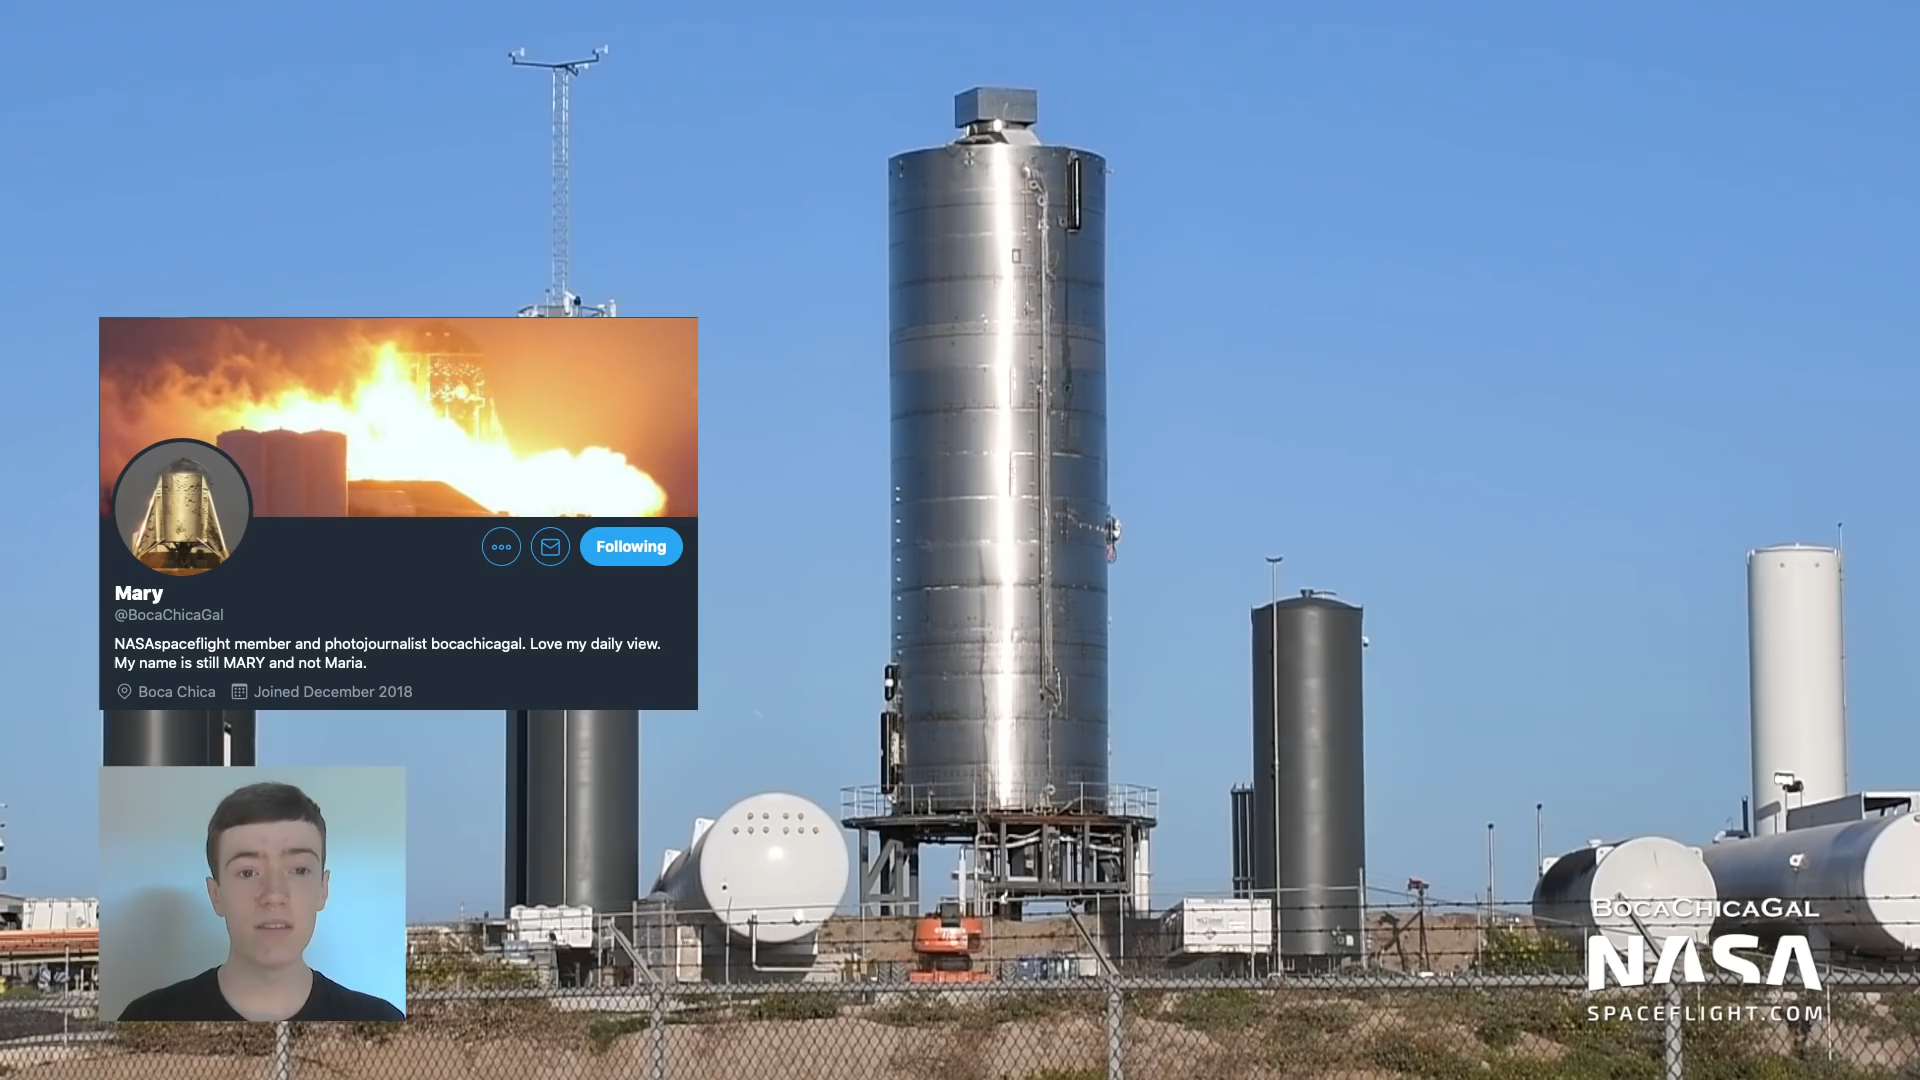 Following
Mary
@BocaChicaGal
NASAspaceflight member and photojournalist bocachicagal. Love my daily view.
My name is still MARY and not Maria.
Boca Chica Joined December 2018
BOCACHICAGAL
NASA
SPACEFLIGHT.COM